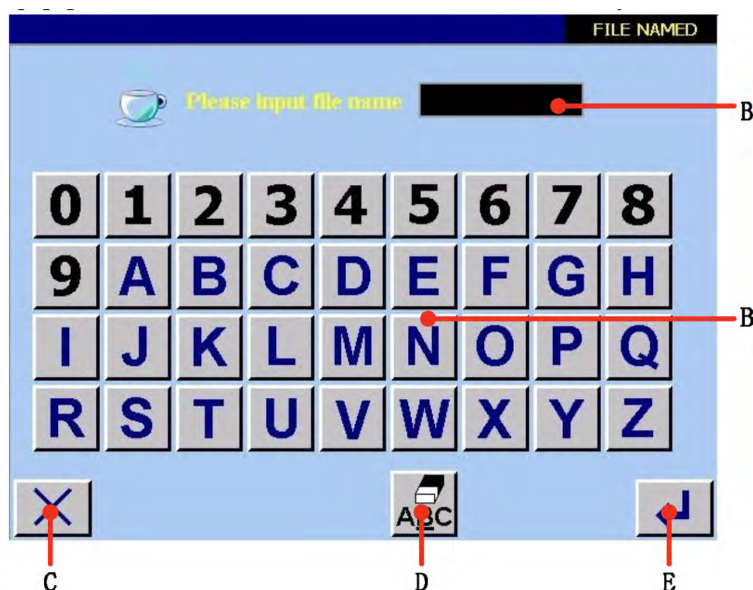 FILE NAMED
Please input file name
B
0 1 2 3 4 5 6 7 8
9 A B C D E F G H
B
I J K L M N O P Q
R S T U V W X Y Z
ABC
C D E